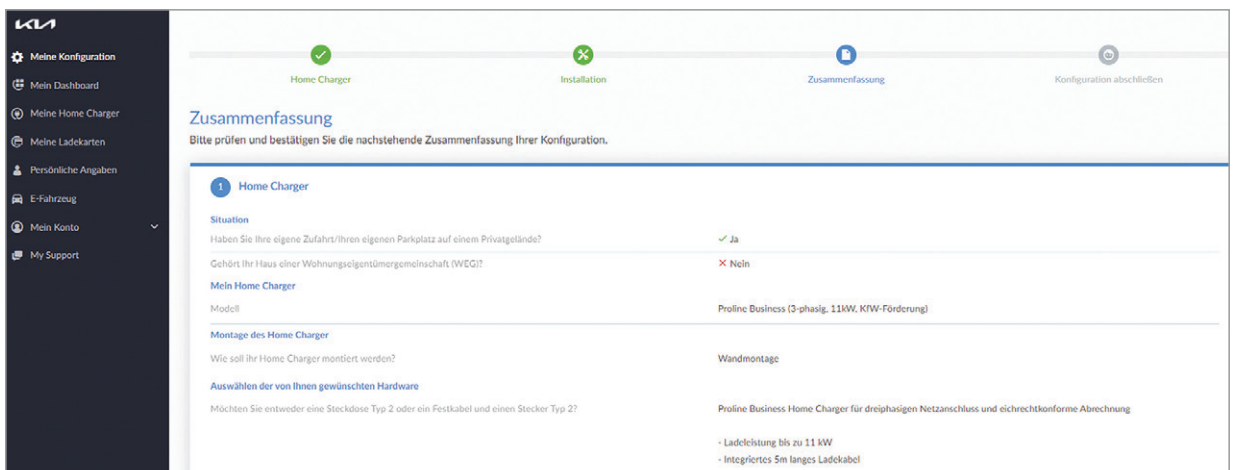 KIA
Meine Konfiguration
Mein Dashboard
Meine Home Charger
Meine Ladekarten
Persönliche Angaben
E-Fahrzeug
Mein Konto
My Support
Home Charger
Installation
Zusammenfassung
Konfiguration abschließen
Zusammenfassung
Bitte prüfen und bestätigen Sie die nachstehende Zusammenfassung Ihrer Konfiguration.
1 Home Charger
Situation
Haben Sie Ihre eigene Zufahrt/Ihren eigenen Parkplatz auf einem Privatgelände? Ja
Gehört Ihr Haus einer Wohnungseigentümergemeinschaft (WEG)? Nein
Mein Home Charger
Modell Proline Business (3-phasig, 11kW, KfW-Förderung)
Montage des Home Charger
Wie soll ihr Home Charger montiert werden? Wandmontage
Auswählen der von Ihnen gewünschten Hardware
Möchten Sie entweder eine Steckdose Typ 2 oder ein Festkabel und einen Stecker Typ 2? Proline Business Home Charger für dreiphasigen Netzanschluss und eichrechtkonforme Abrechnung
- Ladeleistung bis zu 11 kW
- Integriertes 5m langes Ladekabel